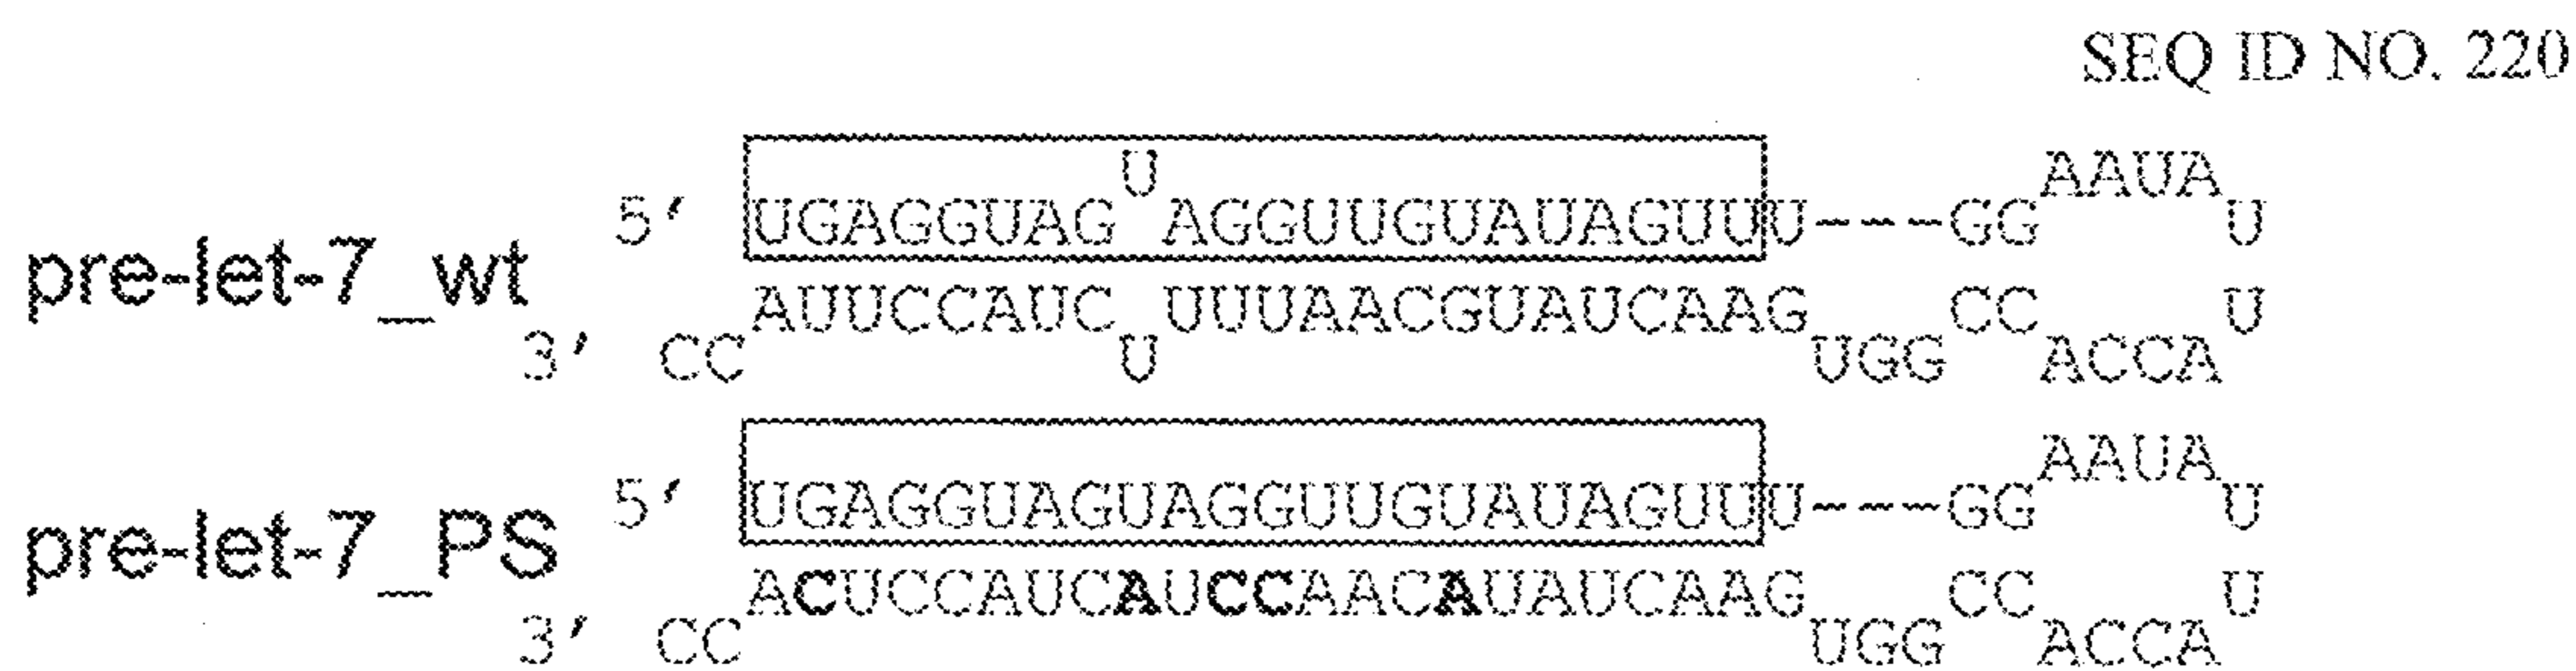 SEQ ID NO. 220
U AAUA
5′ UGAGGUAG AGGUUGUAUAGUUU---GG U
pre-let-7_wt
AUUCCAUC UUUAACGUAUCAAG CC U
3′ CC U UGG ACCA
AAUA
5′ UGAGGUAGUAGGUUGUAUAGUUU---GG U
pre-let-7_PS
ACUCCAUCAUCCAACAUAUCAAG CC U
3′ CC UGG ACCA